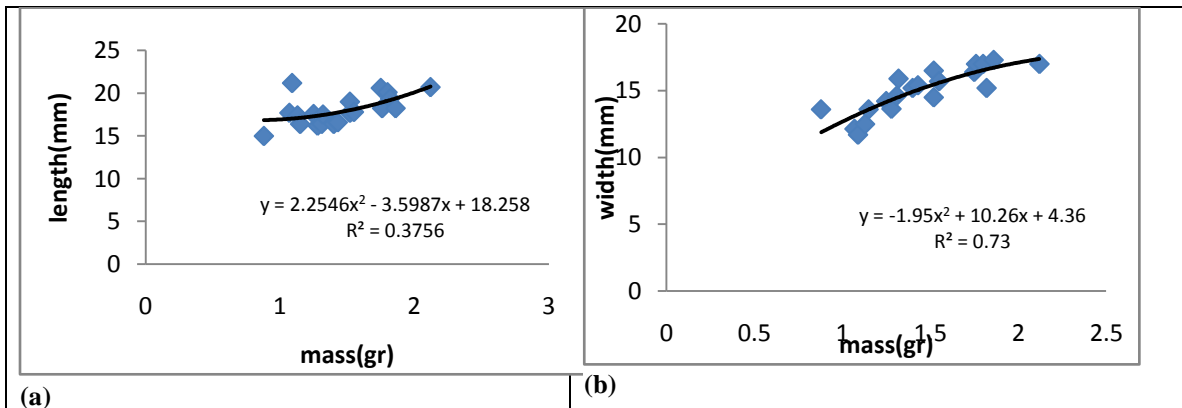 25
20
15
10
5
0
0 1 2 3
length(mm)
mass(gr)
y = 2.2546x² - 3.5987x + 18.258
R² = 0.3756
(a)
20
15
10
5
0
0 0.5 1 1.5 2 2.5
width(mm)
mass(gr)
y = -1.95x² + 10.26x + 4.36
R² = 0.73
(b)